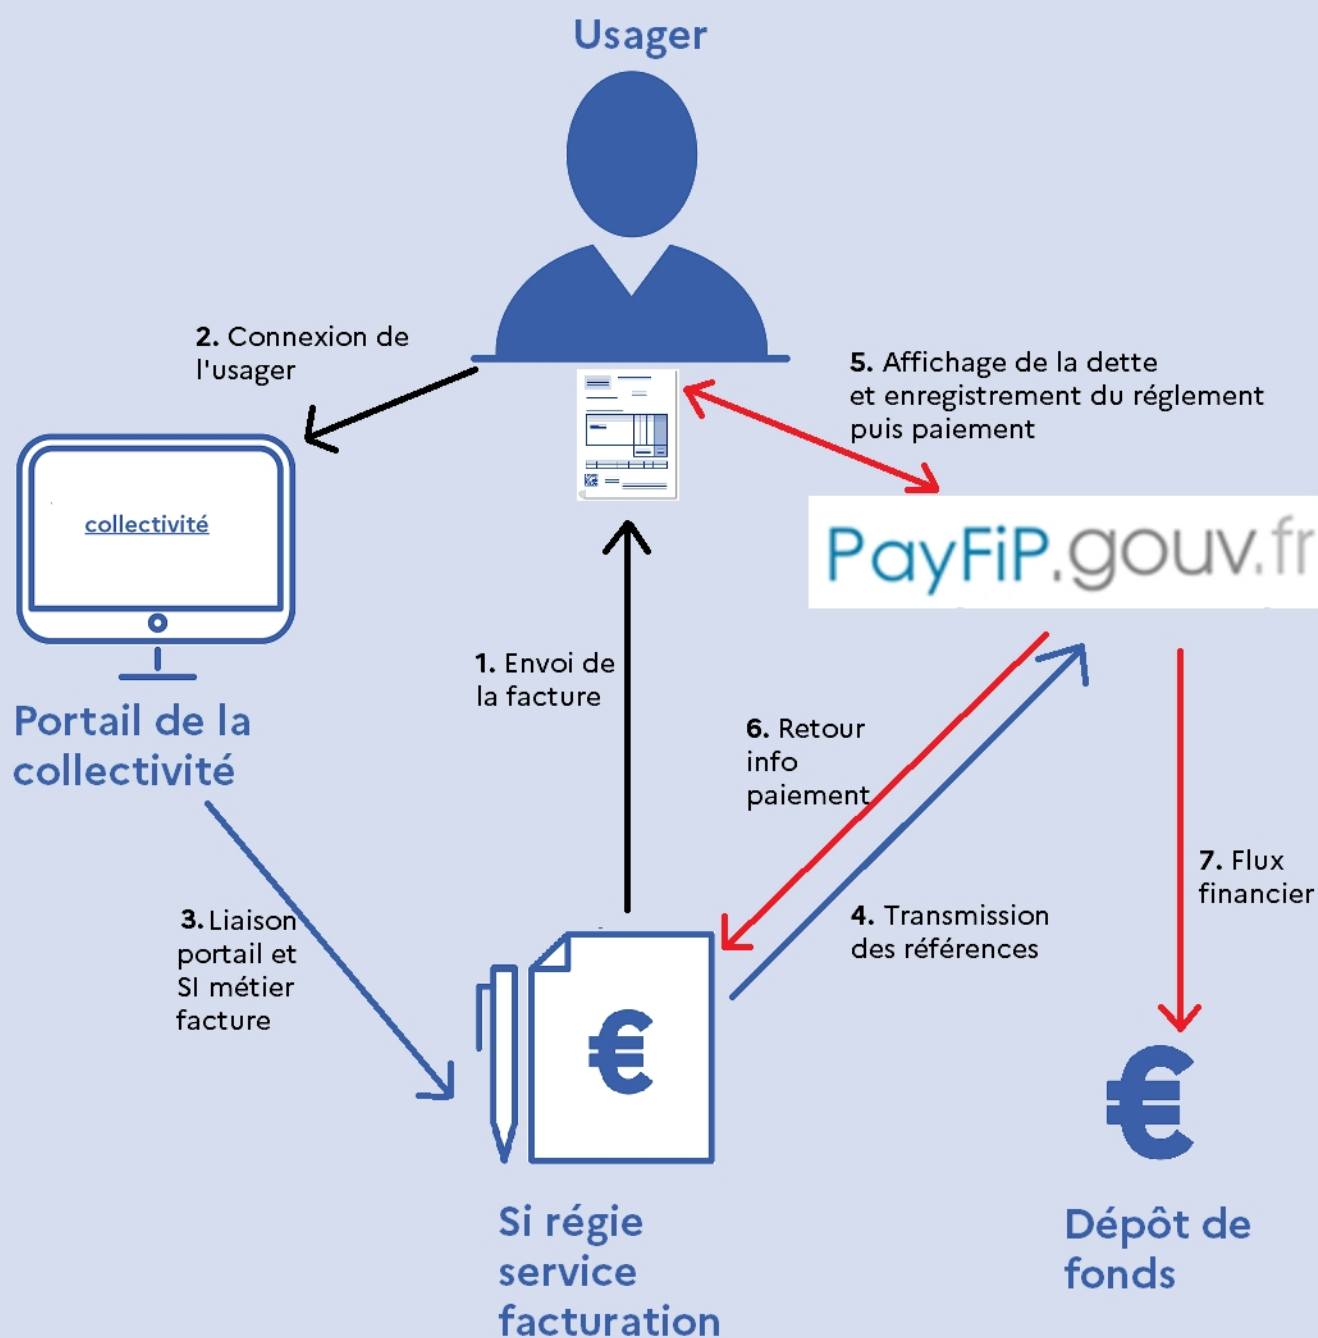 Usager
2. Connexion de
l'usager
5. Affichage de la dette
et enregistrement du réglement
puis paiement
collectivité
PayFiP.gouv.fr
1. Envoi de
la facture
Portail de la
collectivité
6. Retour
info
paiement
7. Flux
financier
3. Liaison
portail et
SI métier
facture
4. Transmission
des références
€
€
Si régie
service
facturation
Dépôt de
fonds